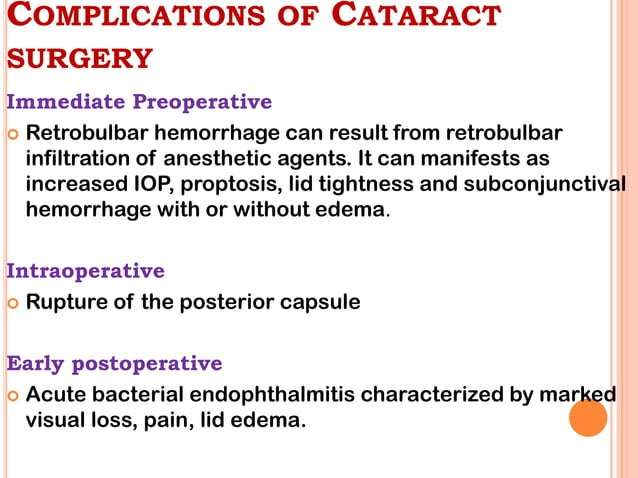 COMPLICATIONS OF CATARACT
SURGERY
Immediate Preoperative
Retrobulbar hemorrhage can result from retrobulbar
infiltration of anesthetic agents. It can manifests as
increased IOP, proptosis, lid tightness and subconjunctival
hemorrhage with or without edema.
Intraoperative
Rupture of the posterior capsule
Early postoperative
Acute bacterial endophthalmitis characterized by marked
visual loss, pain, lid edema.